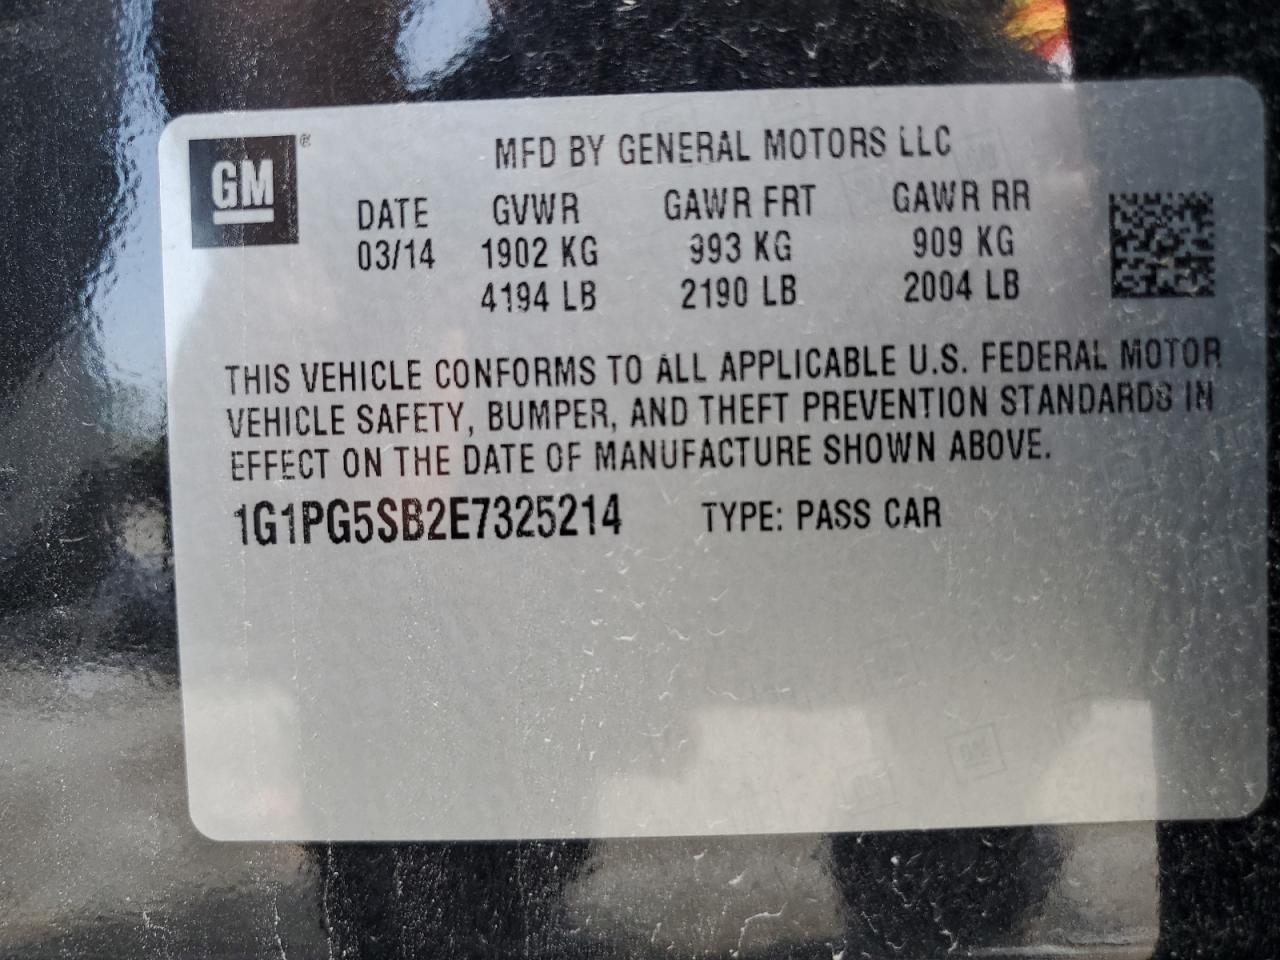 GM®
MFD BY GENERAL MOTORS LLC
DATE GVWR GAWR FRT GAWR RR
03/14 1902 KG 993 KG 909 KG
4194 LB 2190 LB 2004 LB
THIS VEHICLE CONFORMS TO ALL APPLICABLE U.S. FEDERAL MOTOR
VEHICLE SAFETY, BUMPER, AND THEFT PREVENTION STANDARDS IN
EFFECT ON THE DATE OF MANUFACTURE SHOWN ABOVE.
1G1PG5SB2E7325214 TYPE: PASS CAR
GM